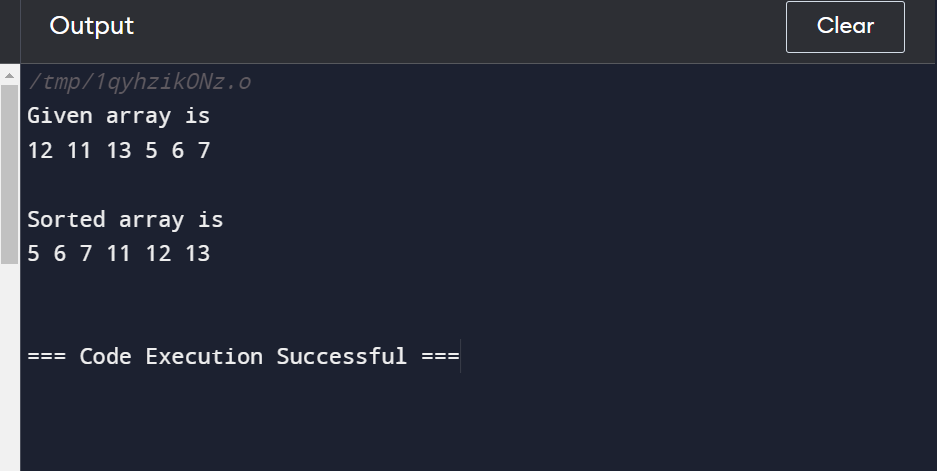 Output
Clear
/tmp/1qyhzikONz.o
Given array is
12 11 13 5 6 7
Sorted array is
5 6 7 11 12 13
=== Code Execution Successful ===